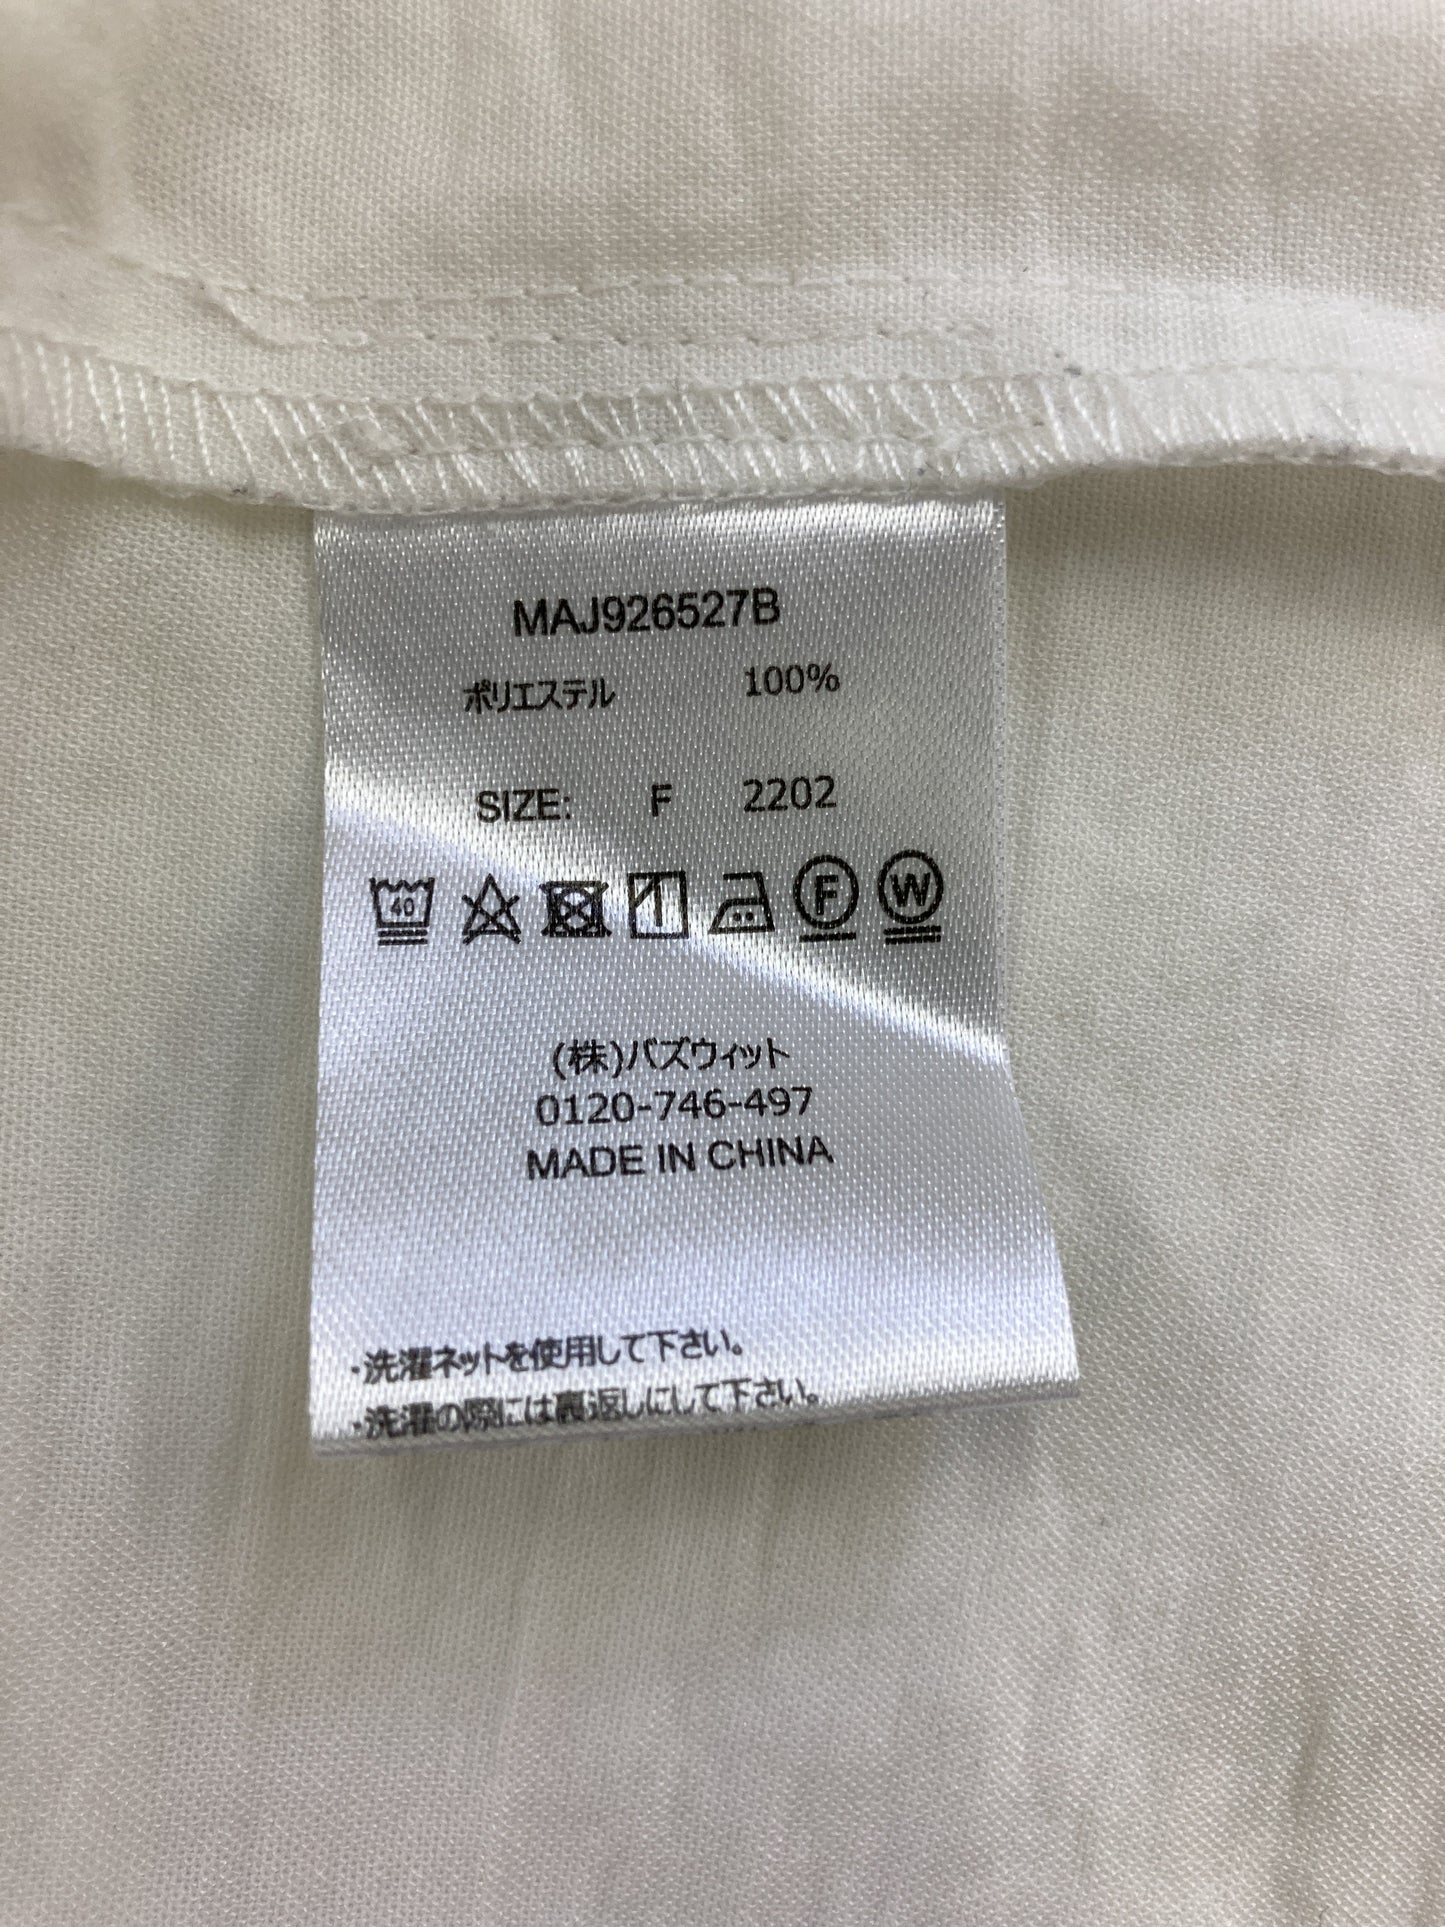 MAJ926527B
ポリエステル 100%
SIZE: F 2202
40
F W
(株)バズウィット
0120-746-497
MADE IN CHINA
・洗濯ネットを使用して下さい。
・洗濯の際には裏返しにして下さい。